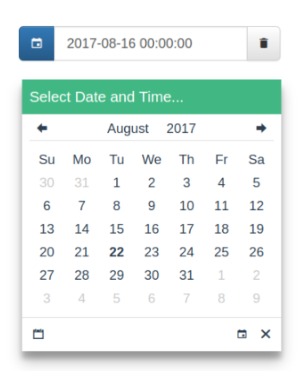 2017-08-16 00:00:00
Select Date and Time...
August 2017
Su Mo Tu We Th Fr Sa
30 31 1 2 3 4 5
6 7 8 9 10 11 12
13 14 15 16 17 18 19
20 21 22 23 24 25 26
27 28 29 30 31 1 2
3 4 5 6 7 8 9